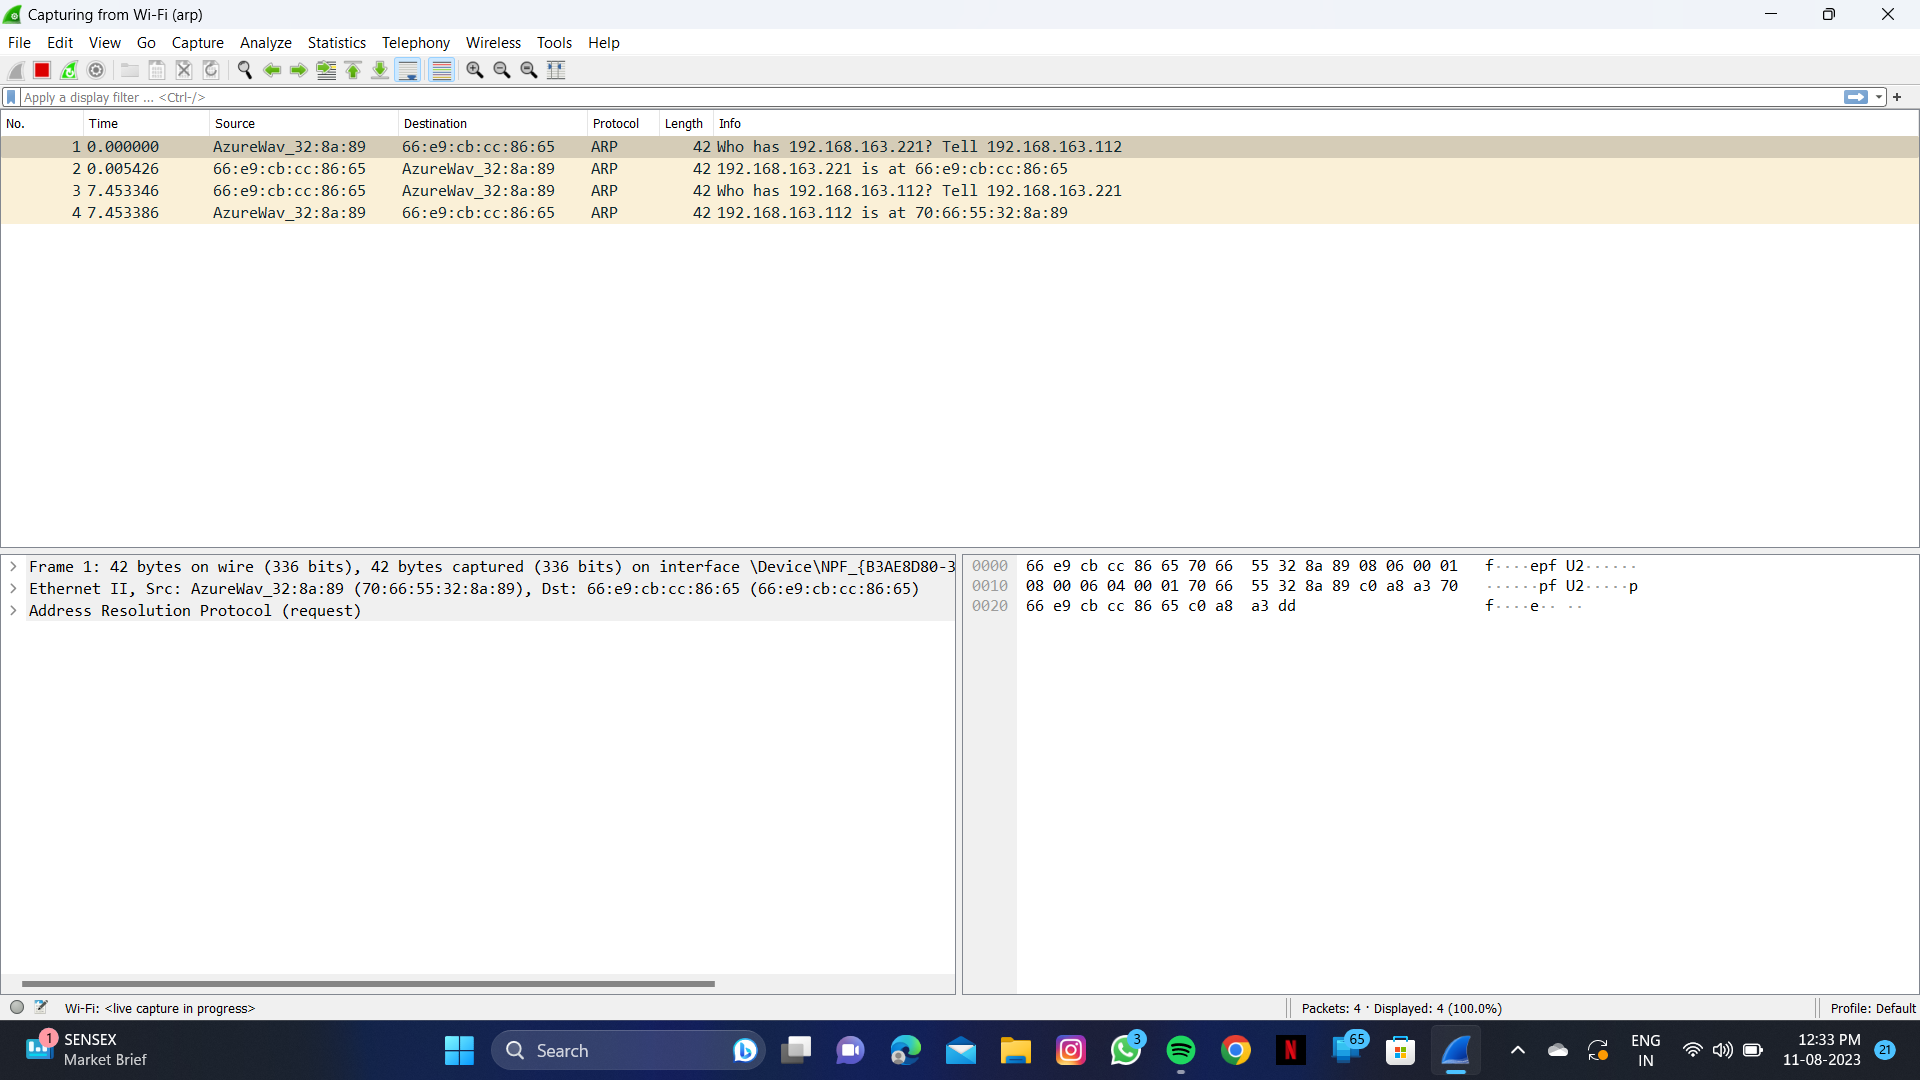 Capturing from Wi-Fi (arp)
File Edit View Go Capture Analyze Statistics Telephony Wireless Tools Help
Apply a display filter ... <Ctrl-/>
No. Time Source Destination Protocol Length Info
1 0.000000 AzureWav_32:8a:89 66:e9:cb:cc:86:65 ARP 42 Who has 192.168.163.221? Tell 192.168.163.112
2 0.005426 66:e9:cb:cc:86:65 AzureWav_32:8a:89 ARP 42 192.168.163.221 is at 66:e9:cb:cc:86:65
3 7.453346 66:e9:cb:cc:86:65 AzureWav_32:8a:89 ARP 42 Who has 192.168.163.112? Tell 192.168.163.221
4 7.453386 AzureWav_32:8a:89 66:e9:cb:cc:86:65 ARP 42 192.168.163.112 is at 70:66:55:32:8a:89
Frame 1: 42 bytes on wire (336 bits), 42 bytes captured (336 bits) on interface \Device\NPF_{B3AE8D80-3
Ethernet II, Src: AzureWav_32:8a:89 (70:66:55:32:8a:89), Dst: 66:e9:cb:cc:86:65 (66:e9:cb:cc:86:65)
Address Resolution Protocol (request)
0000 66 e9 cb cc 86 65 70 66 55 32 8a 89 08 06 00 01 f····epf U2······
0010 08 00 06 04 00 01 70 66 55 32 8a 89 c0 a8 a3 70 ······pf U2·····p
0020 66 e9 cb cc 86 65 c0 a8 a3 dd f····e·· ··
Wi-Fi: <live capture in progress>
Packets: 4 · Displayed: 4 (100.0%)
Profile: Default
1
SENSEX
Market Brief
Search
3
N
65
ENG
IN
12:33 PM
11-08-2023
21